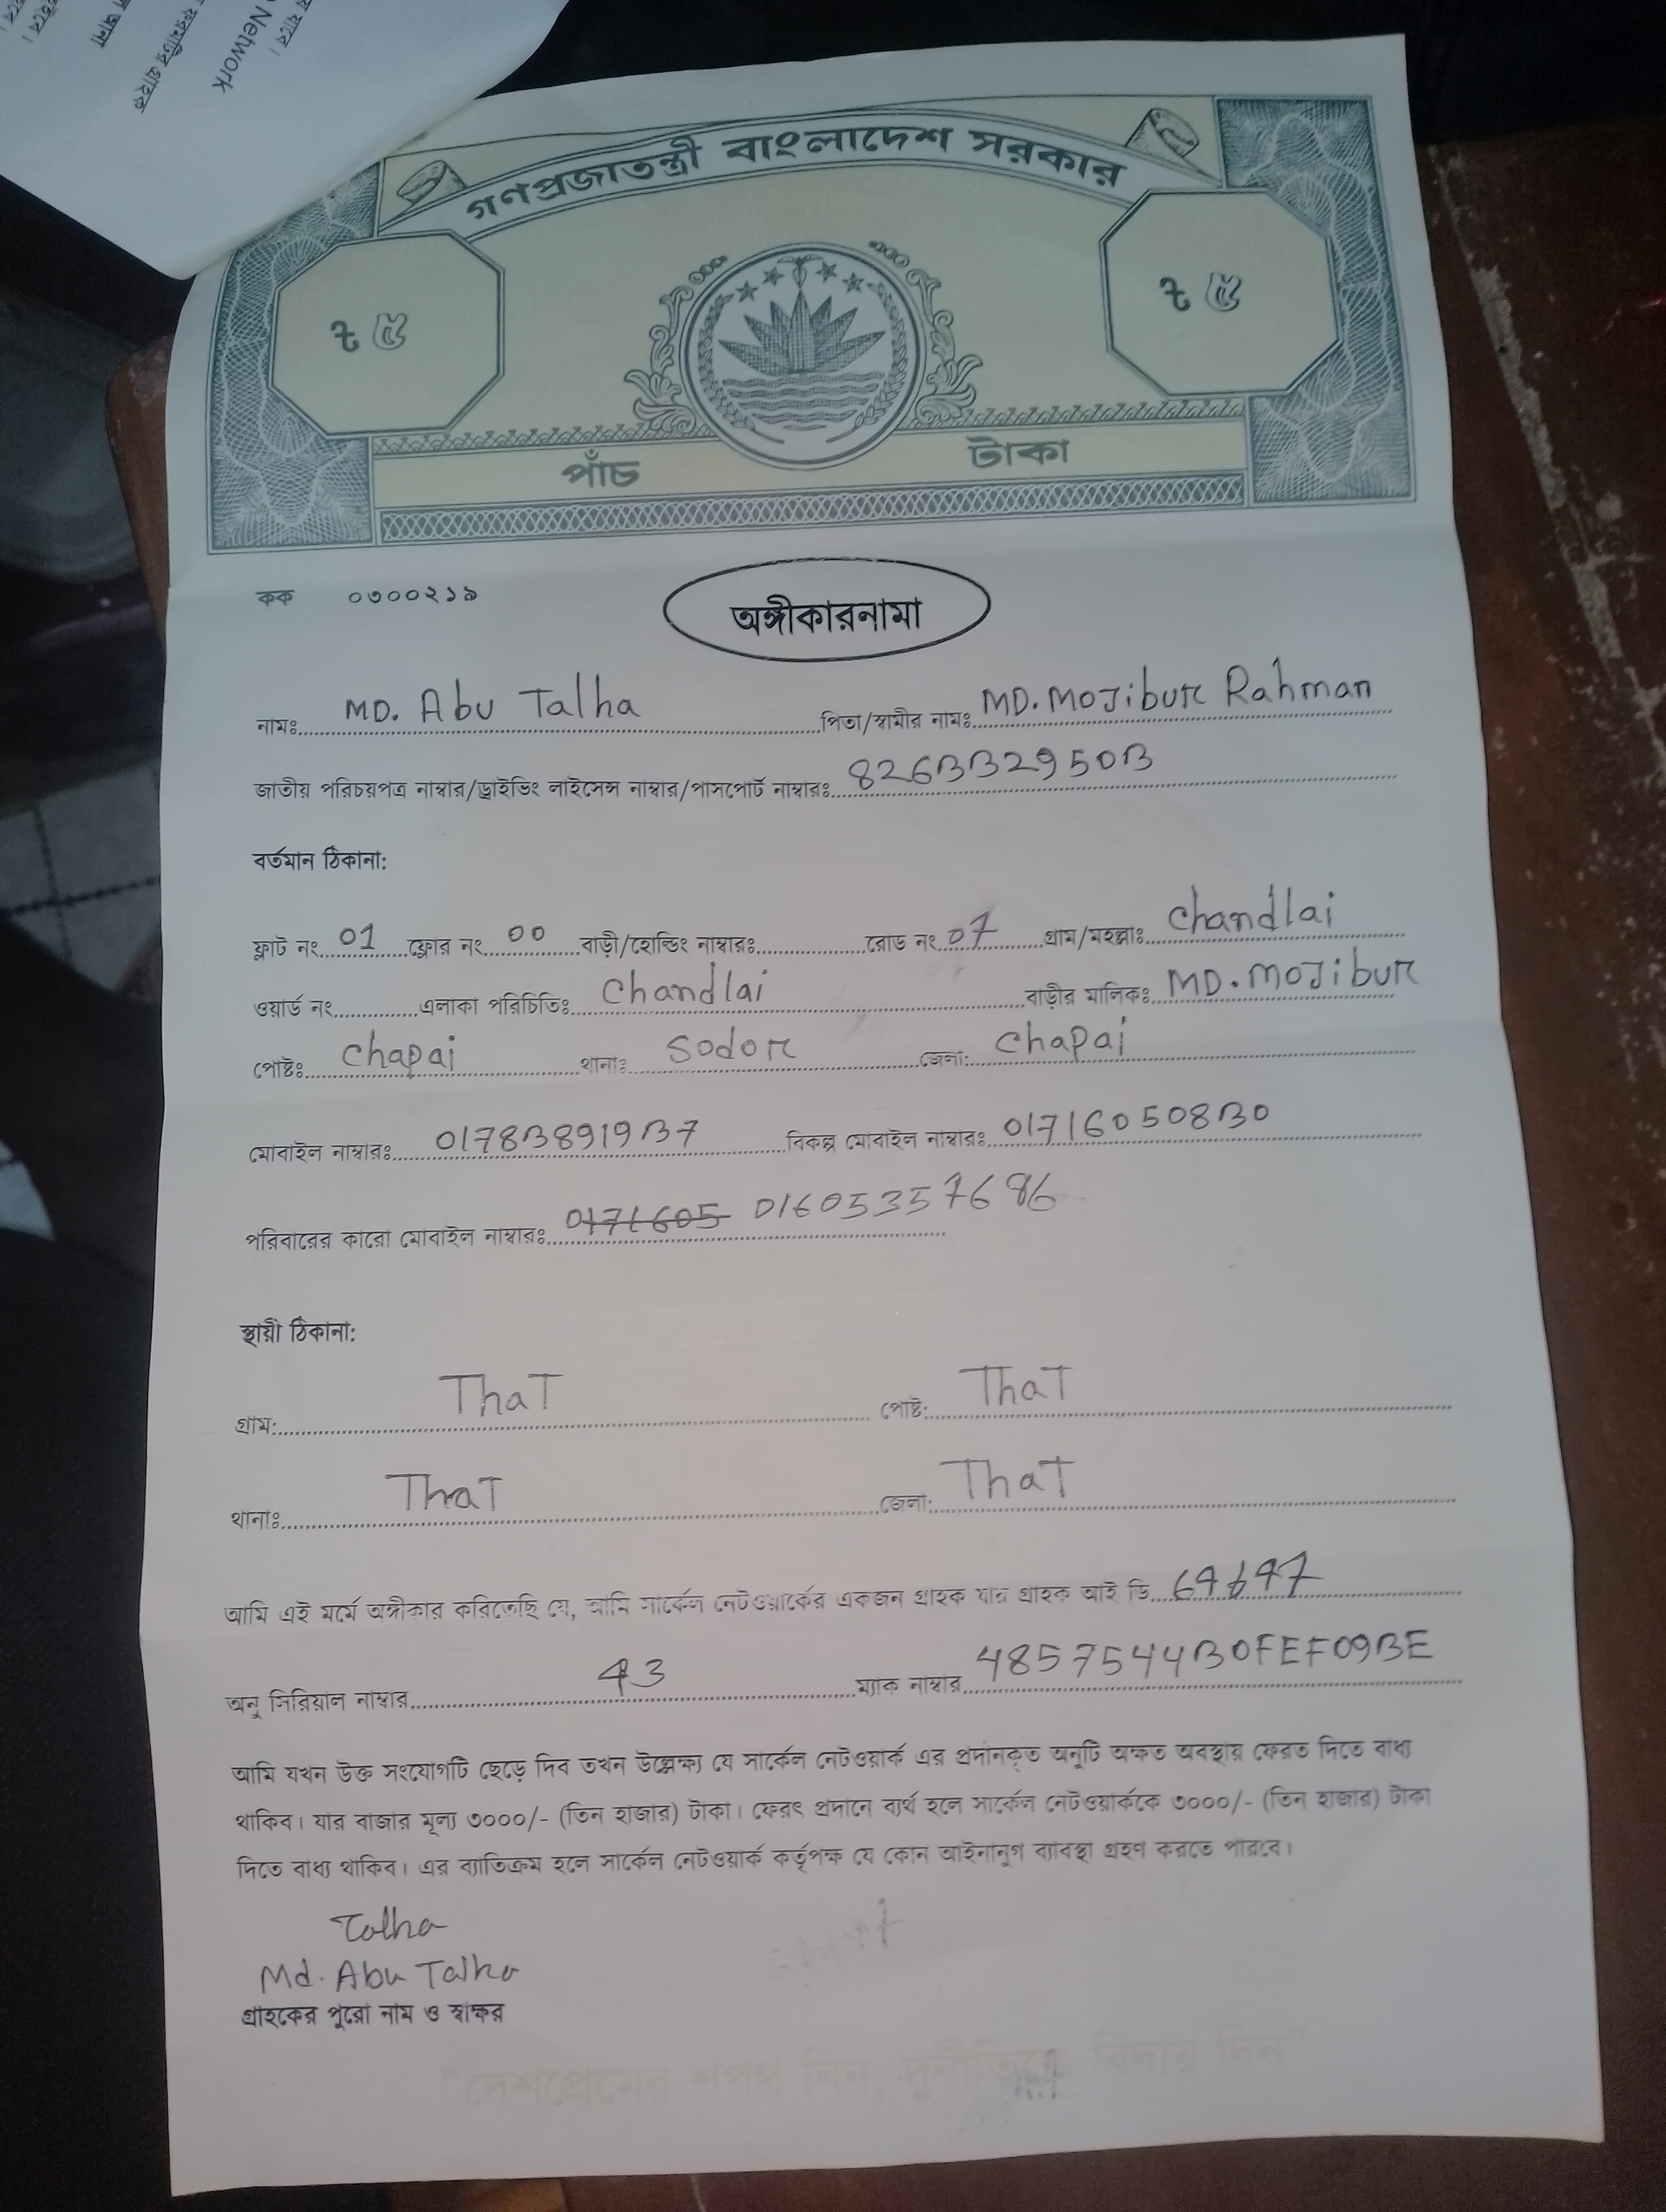 যাবে।
Network
গণপ্রজাতন্ত্রী বাংলাদেশ সরকার
৳ ৫ ৳ ৫
পাঁচ টাকা
কক ০৩০০২১৯
অঙ্গীকারনামা
নামঃ MD. Abu Talha পিতা/স্বামীর নামঃ MD. MoJibur Rahman
জাতীয় পরিচয়পত্র নাম্বার/ড্রাইভিং লাইসেন্স নাম্বার/পাসপোর্ট নাম্বারঃ 8263329503
বর্তমান ঠিকানা:
ফ্লাট নং 01 ফ্লোর নং 00 বাড়ী/হোল্ডিং নাম্বারঃ রোড নং 07 গ্রাম/মহল্লাঃ Chandlai
ওয়ার্ড নং এলাকা পরিচিতিঃ Chandlai বাড়ীর মালিকঃ MD. MoJibur
পোষ্টঃ Chapai থানাঃ Sodor জেলা: Chapai
মোবাইল নাম্বারঃ 01783891937 বিকল্প মোবাইল নাম্বারঃ 01716050830
পরিবারের কারো মোবাইল নাম্বারঃ 0171605 01605357686
স্থায়ী ঠিকানা:
গ্রাম: ThaT পোষ্ট: ThaT
থানাঃ ThaT জেলা: ThaT
আমি এই মর্মে অঙ্গীকার করিতেছি যে, আমি সার্কেল নেটওয়ার্কের একজন গ্রাহক যার গ্রাহক আই ডি
অনু সিরিয়াল নাম্বার 43 ম্যাক নাম্বার 485754430FEF093E
আমি যখন উক্ত সংযোগটি ছেড়ে দিব তখন উল্লেক্ষ্য যে সার্কেল নেটওয়ার্ক এর প্রদানকৃত অনুটি অক্ষত অবস্থায় ফেরত দিতে বাধ্য
থাকিব। যার বাজার মূল্য ৩০০০/- (তিন হাজার) টাকা। ফেরৎ প্রদানে ব্যর্থ হলে সার্কেল নেটওয়ার্ককে ৩০০০/- (তিন হাজার) টাকা
দিতে বাধ্য থাকিব। এর ব্যাতিক্রম হলে সার্কেল নেটওয়ার্ক কর্তৃপক্ষ যে কোন আইনানুগ ব্যাবস্থা গ্রহণ করতে পারবে।
Talha
Md. Abu Talha
গ্রাহকের পুরো নাম ও স্বাক্ষর
"দেশপ্রেমের শপথ নিন, দুর্নীতিকে বিদায় দিন"